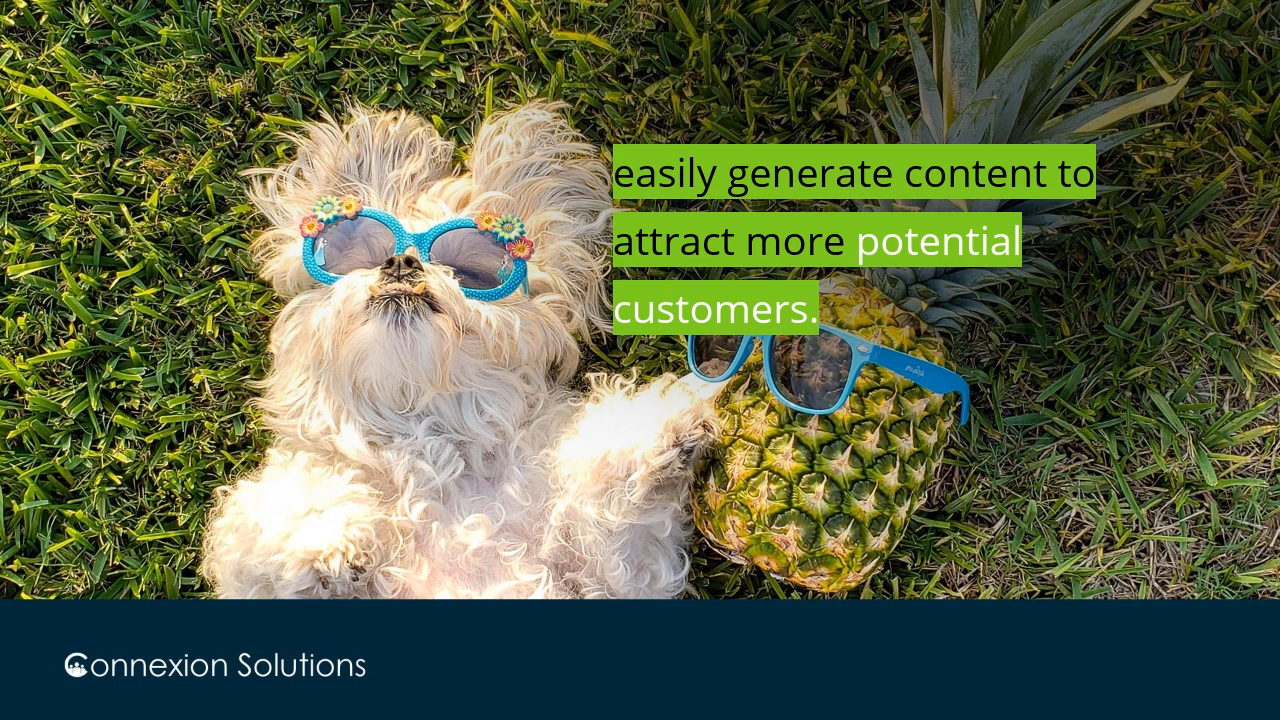 easily generate content to
attract more potential
customers.
Connexion Solutions